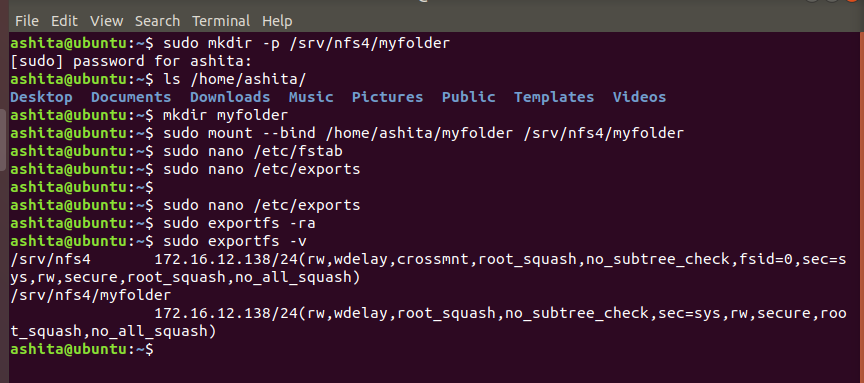 File Edit View Search Terminal Help
ashita@ubuntu:~$ sudo mkdir -p /srv/nfs4/myfolder
[sudo] password for ashita:
ashita@ubuntu:~$ ls /home/ashita/
Desktop  Documents  Downloads  Music  Pictures  Public  Templates  Videos
ashita@ubuntu:~$ mkdir myfolder
ashita@ubuntu:~$ sudo mount --bind /home/ashita/myfolder /srv/nfs4/myfolder
ashita@ubuntu:~$ sudo nano /etc/fstab
ashita@ubuntu:~$ sudo nano /etc/exports
ashita@ubuntu:~$
ashita@ubuntu:~$ sudo nano /etc/exports
ashita@ubuntu:~$ sudo exportfs -ra
ashita@ubuntu:~$ sudo exportfs -v
/srv/nfs4       172.16.12.138/24(rw,wdelay,crossmnt,root_squash,no_subtree_check,fsid=0,sec=s
ys,rw,secure,root_squash,no_all_squash)
/srv/nfs4/myfolder
                172.16.12.138/24(rw,wdelay,root_squash,no_subtree_check,sec=sys,rw,secure,roo
t_squash,no_all_squash)
ashita@ubuntu:~$